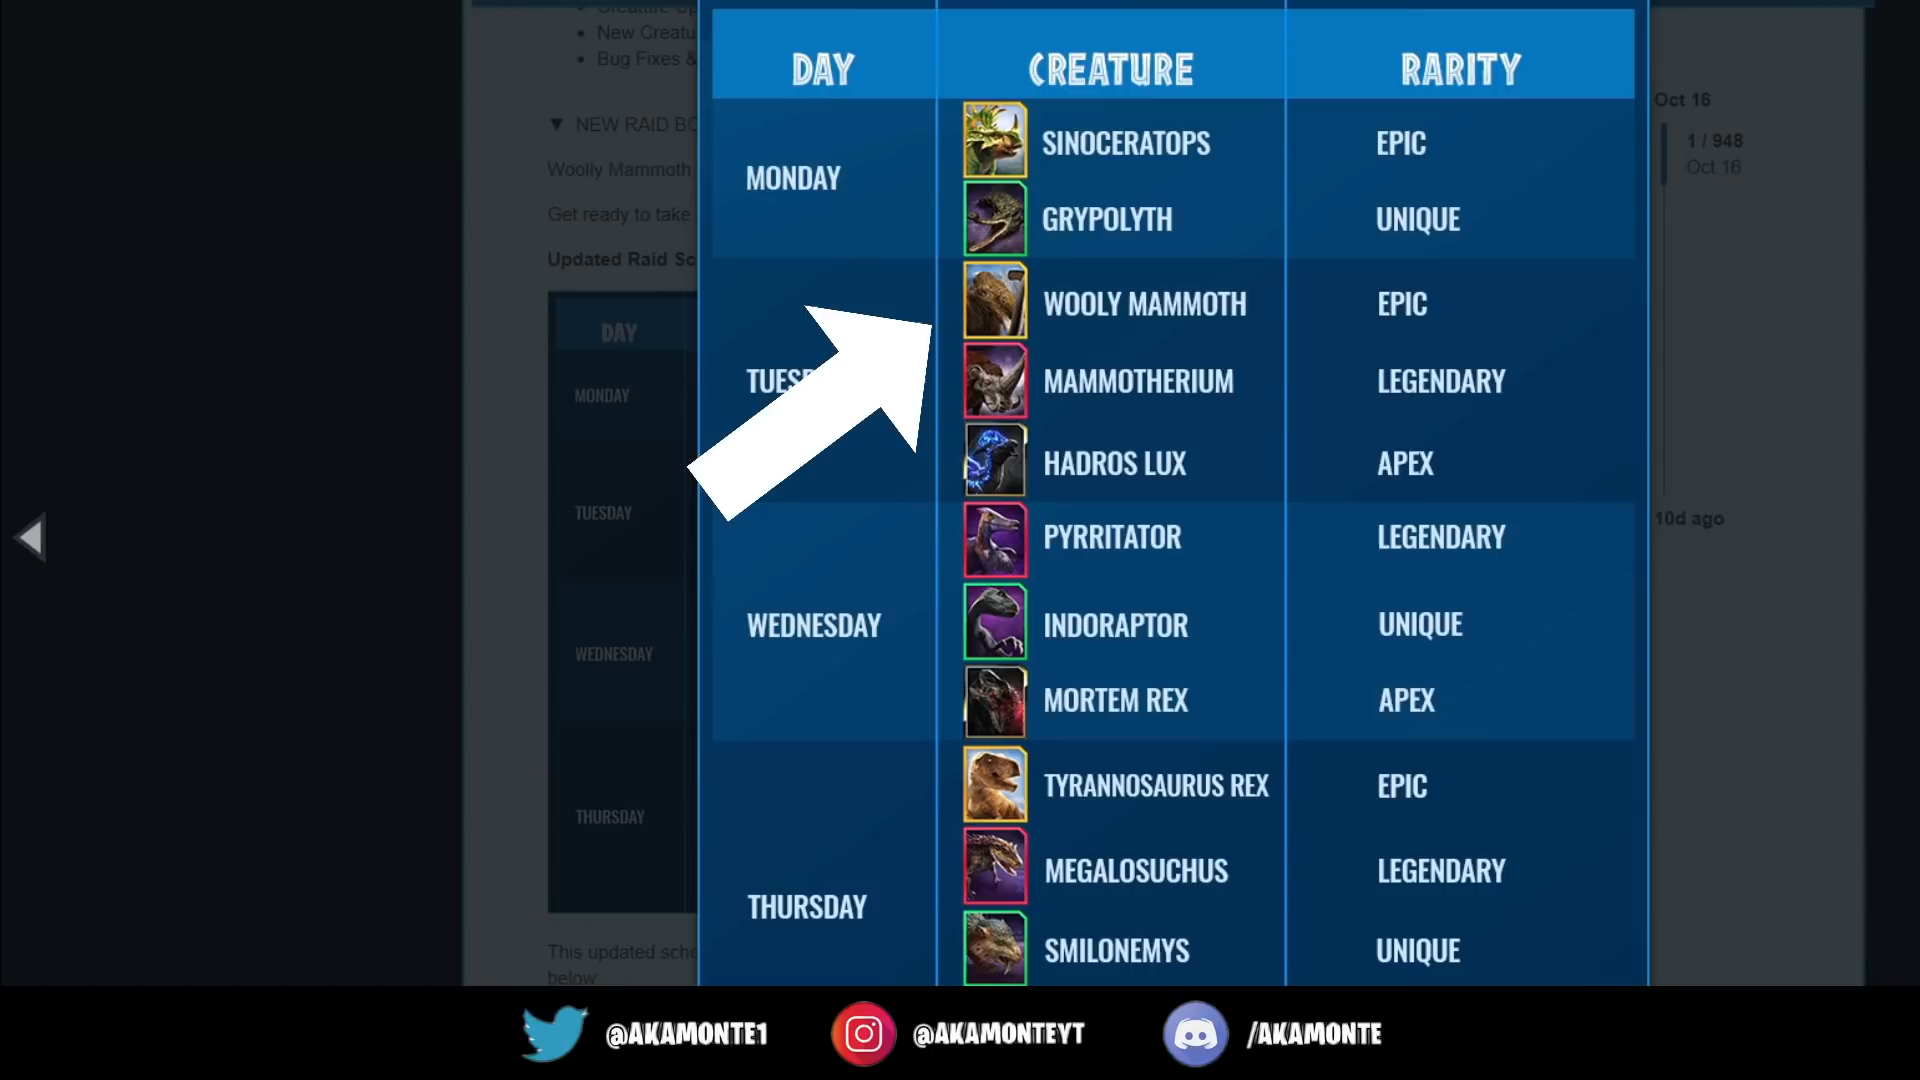 Creature Up
New Creatu
Bug Fixes &
▼ NEW RAID BO
Woolly Mammoth
Get ready to take
Updated Raid Sc
DAY
MONDAY
TUESDAY
WEDNESDAY
THURSDAY
This updated sche
below:
DAY CREATURE RARITY
MONDAY
SINOCERATOPS EPIC
GRYPOLYTH UNIQUE
TUES
WOOLY MAMMOTH EPIC
MAMMOTHERIUM LEGENDARY
HADROS LUX APEX
WEDNESDAY
PYRRITATOR LEGENDARY
INDORAPTOR UNIQUE
MORTEM REX APEX
THURSDAY
TYRANNOSAURUS REX EPIC
MEGALOSUCHUS LEGENDARY
SMILONEMYS UNIQUE
Oct 16
1 / 948
Oct 16
10d ago
@AKAMONTE1 @AKAMONTEYT /AKAMONTE